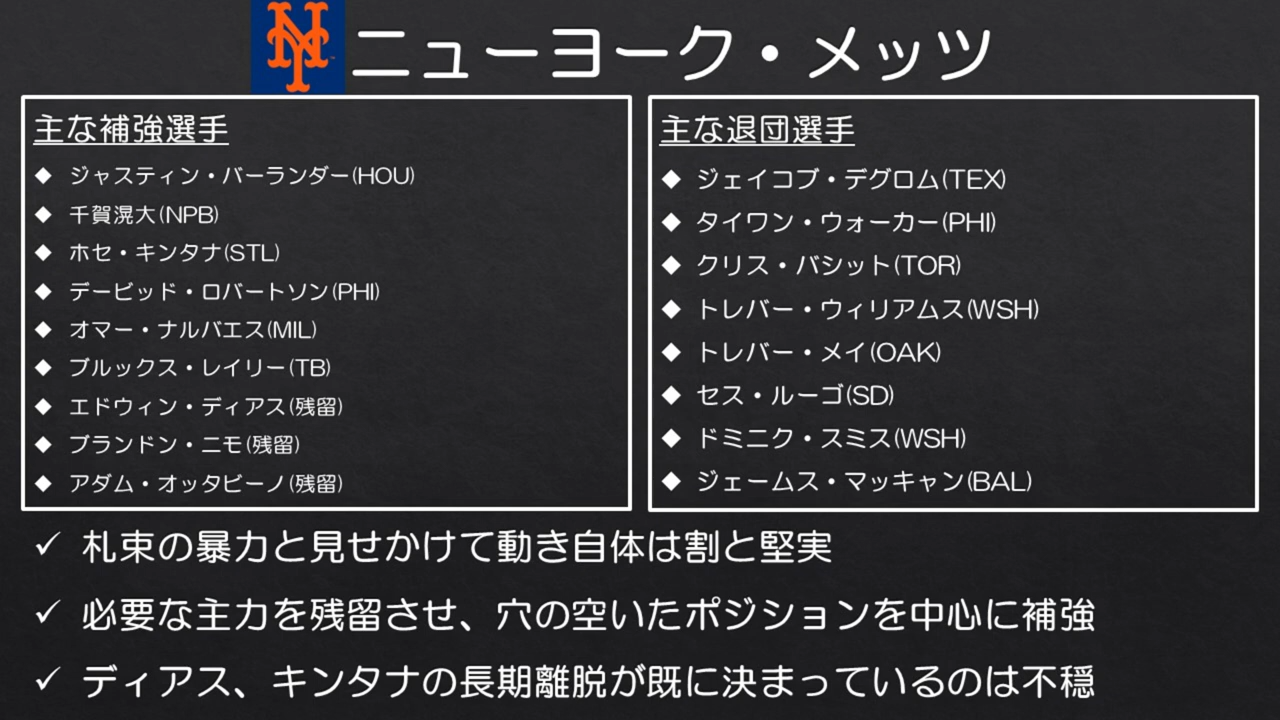 NY ニューヨーク・メッツ
主な補強選手
◆ ジャスティン・バーランダー(HOU)
◆ 千賀滉大(NPB)
◆ ホセ・キンタナ(STL)
◆ デービッド・ロバートソン(PHI)
◆ オマー・ナルバエス(MIL)
◆ ブルックス・レイリー(TB)
◆ エドウィン・ディアス(残留)
◆ ブランドン・ニモ(残留)
◆ アダム・オッタビーノ(残留)
主な退団選手
◆ ジェイコブ・デグロム(TEX)
◆ タイワン・ウォーカー(PHI)
◆ クリス・バシット(TOR)
◆ トレバー・ウィリアムス(WSH)
◆ トレバー・メイ(OAK)
◆ セス・ルーゴ(SD)
◆ ドミニク・スミス(WSH)
◆ ジェームス・マッキャン(BAL)
✓ 札束の暴力と見せかけて動き自体は割と堅実
✓ 必要な主力を残留させ、穴の空いたポジションを中心に補強
✓ ディアス、キンタナの長期離脱が既に決まっているのは不穏